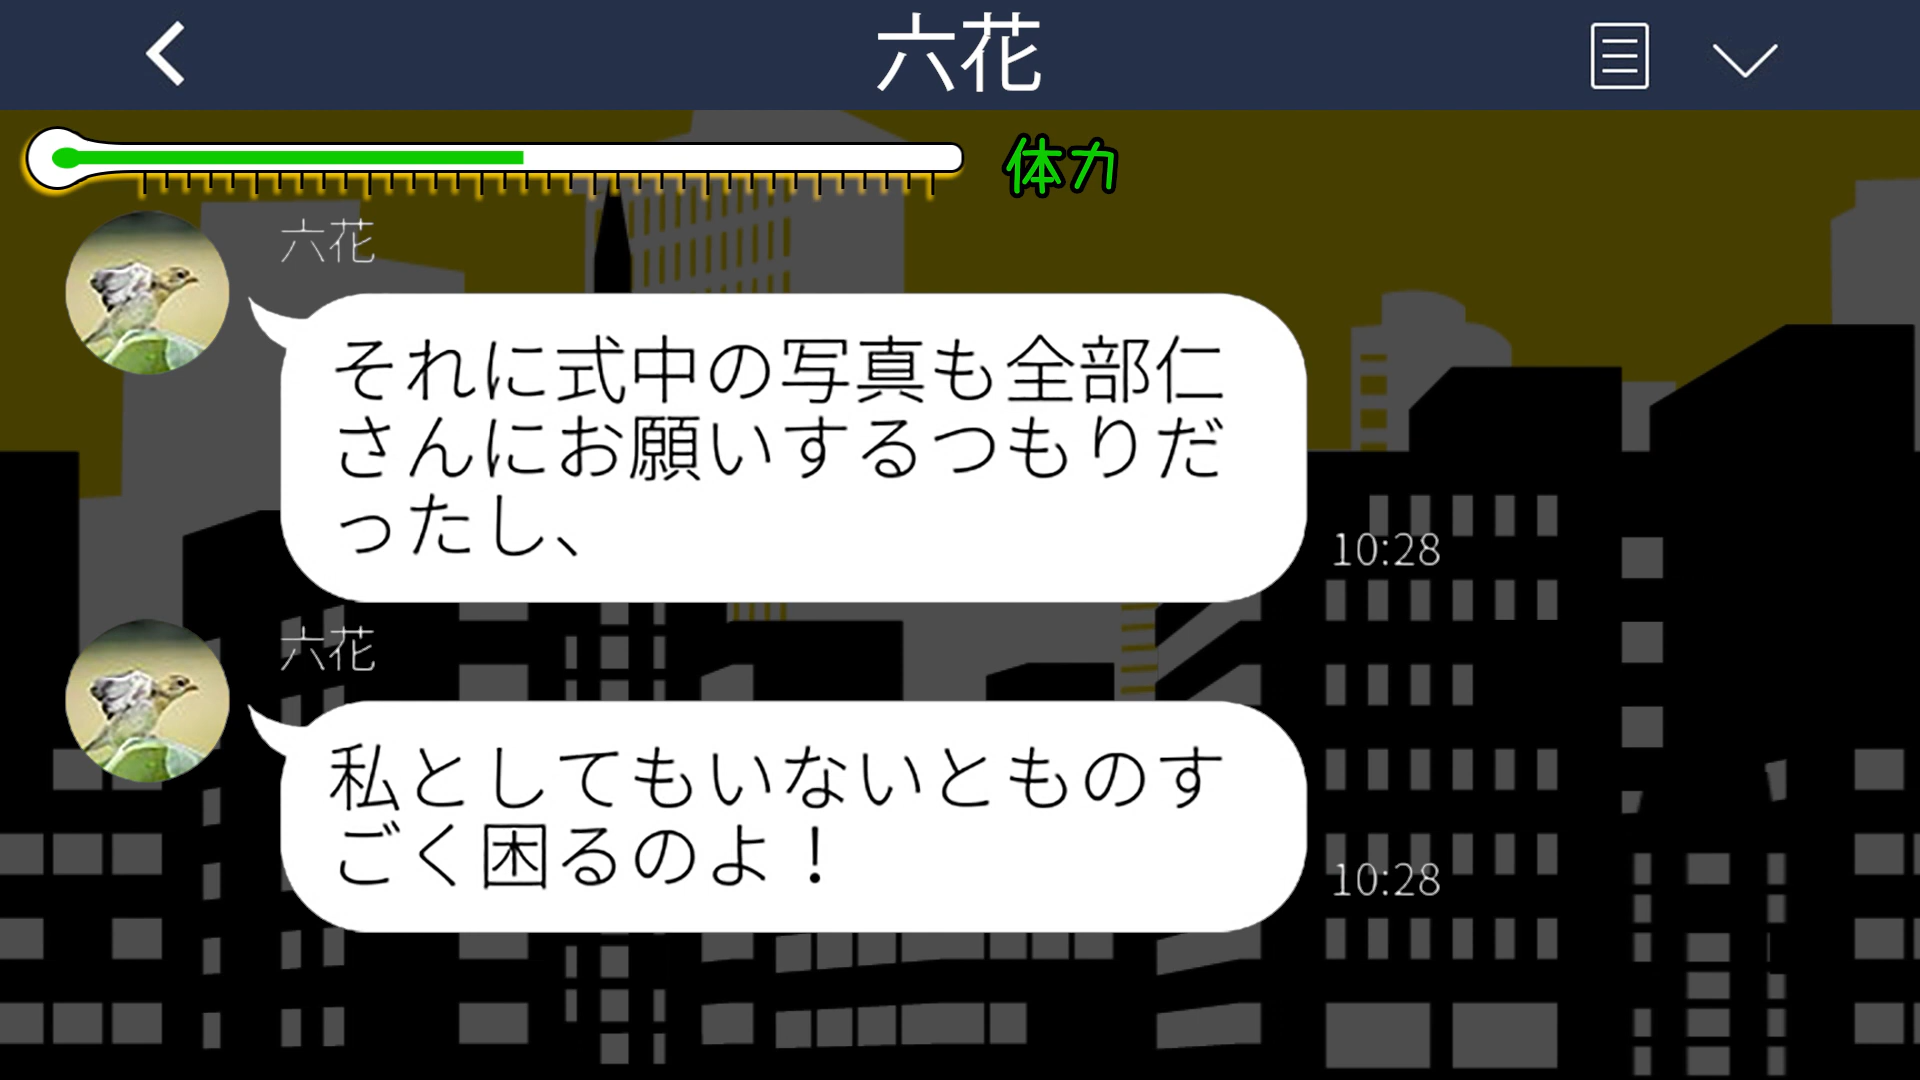 六花
体力
六花
それに式中の写真も全部仁
さんにお願いするつもりだ
ったし、
10:28
六花
私としてもいないとものす
ごく困るのよ！
10:28